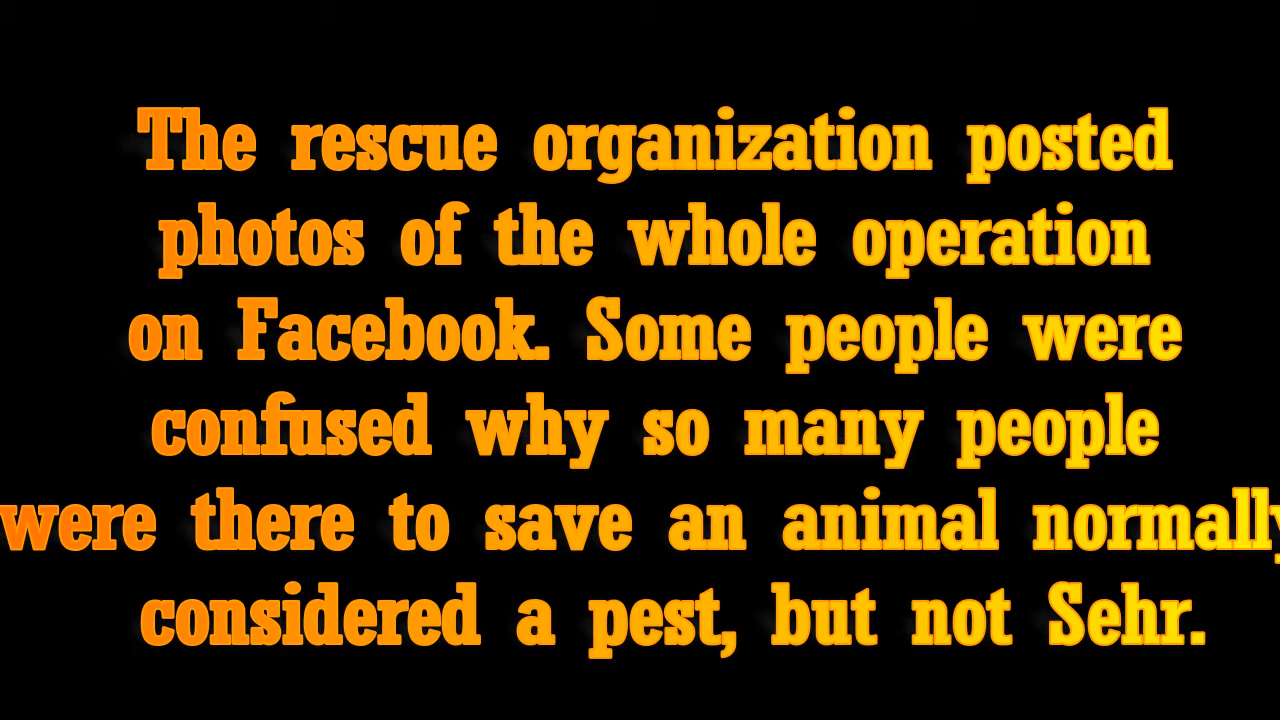 The rescue organization posted
photos of the whole operation
on Facebook. Some people were
confused why so many people
were there to save an animal normally
considered a pest, but not Sehr.